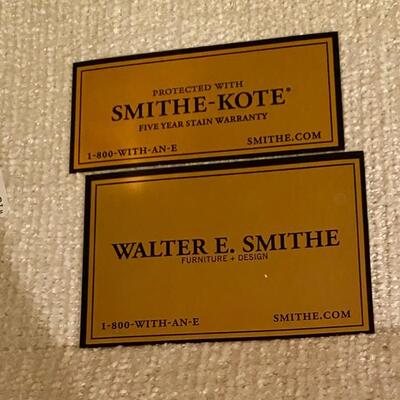 PROTECTED WITH
SMITHE-KOTE®
FIVE YEAR STAIN WARRANTY
1-800-WITH-AN-E SMITHE.COM
WALTER E. SMITHE
FURNITURE + DESIGN
1-800-WITH-AN-E SMITHE.COM